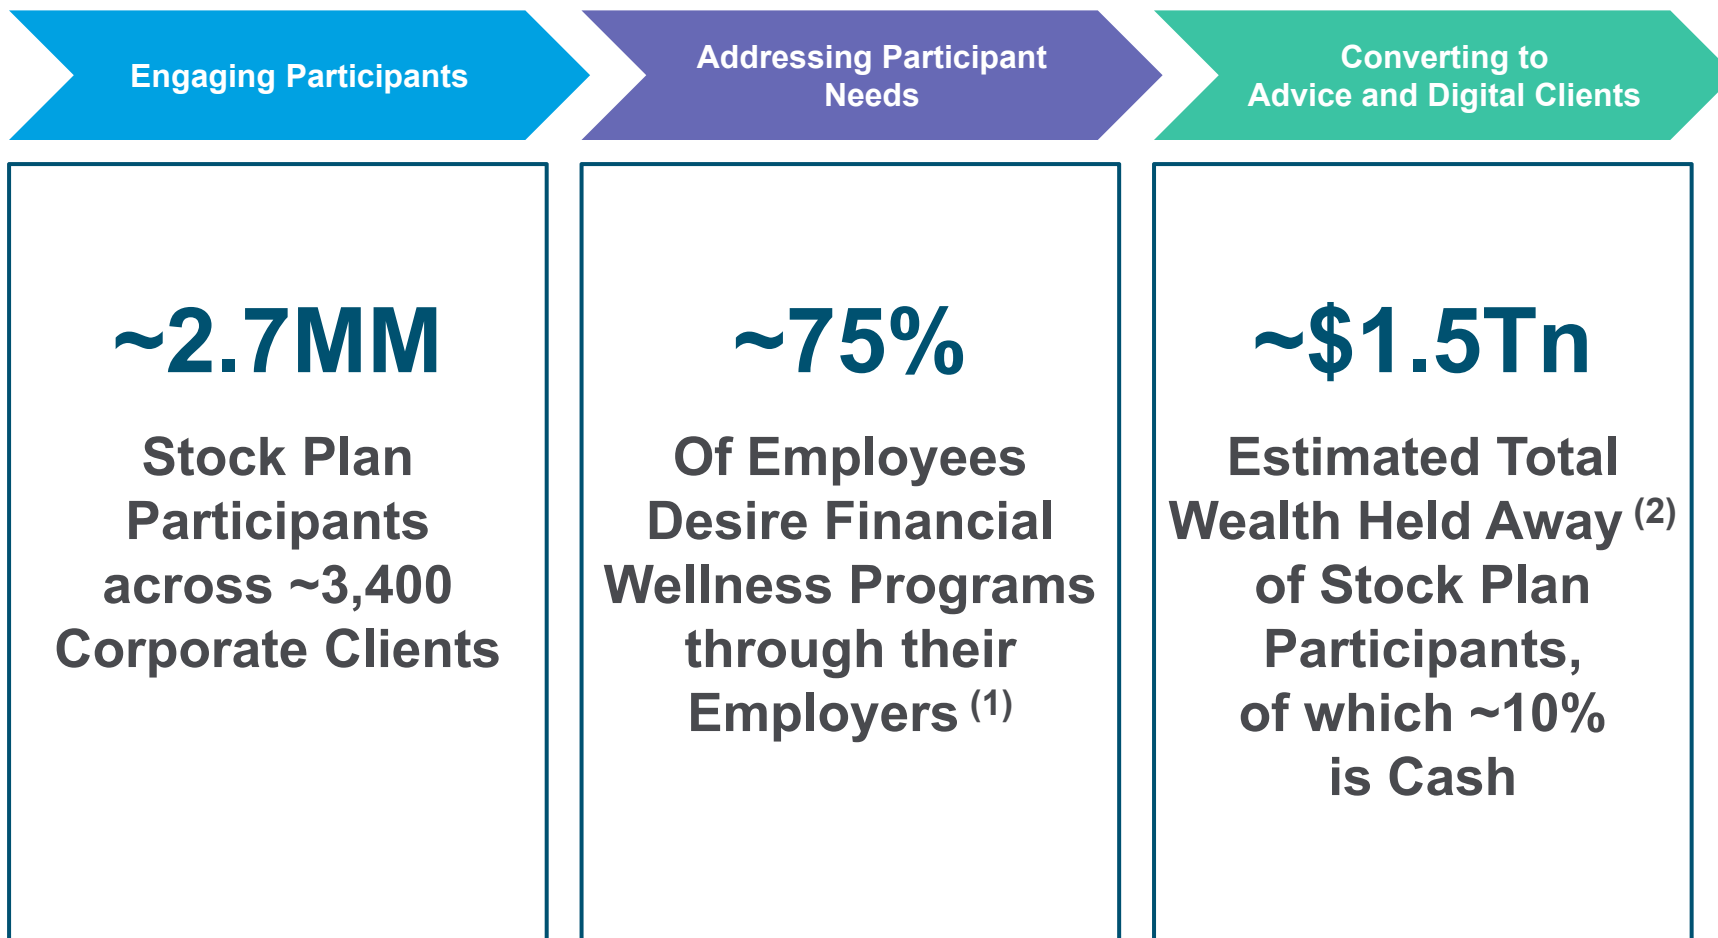 Engaging Participants
Addressing Participant
Needs
Converting to
Advice and Digital Clients
~2.7MM
Stock Plan
Participants
across ~3,400
Corporate Clients
~75%
Of Employees
Desire Financial
Wellness Programs
through their
Employers (1)
~$1.5Tn
Estimated Total
Wealth Held Away (2)
of Stock Plan
Participants,
of which ~10%
is Cash